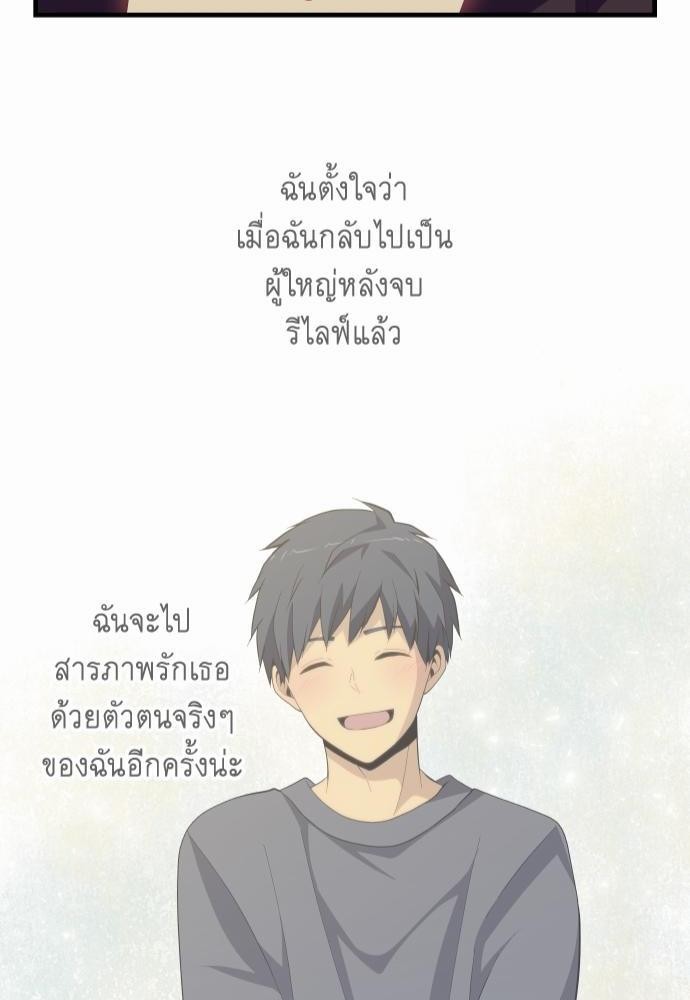 ฉันตั้งใจว่า
เมื่อฉันกลับไปเป็น
ผู้ใหญ่หลังจบ
รีไลฟ์แล้ว
ฉันจะไป
สารภาพรักเธอ
ด้วยตัวตนจริงๆ
ของฉันอีกครั้งน่ะ